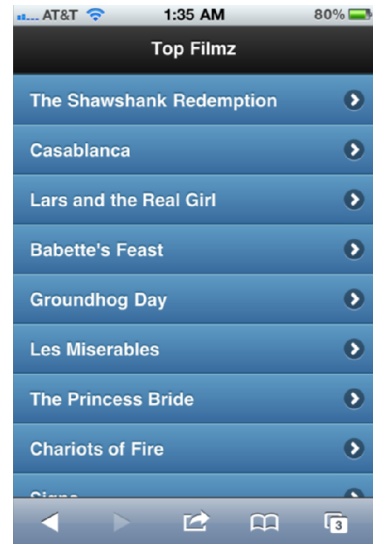 AT&T 1:35 AM 80%
Top Filmz
The Shawshank Redemption
Casablanca
Lars and the Real Girl
Babette's Feast
Groundhog Day
Les Miserables
The Princess Bride
Chariots of Fire
Signs
3